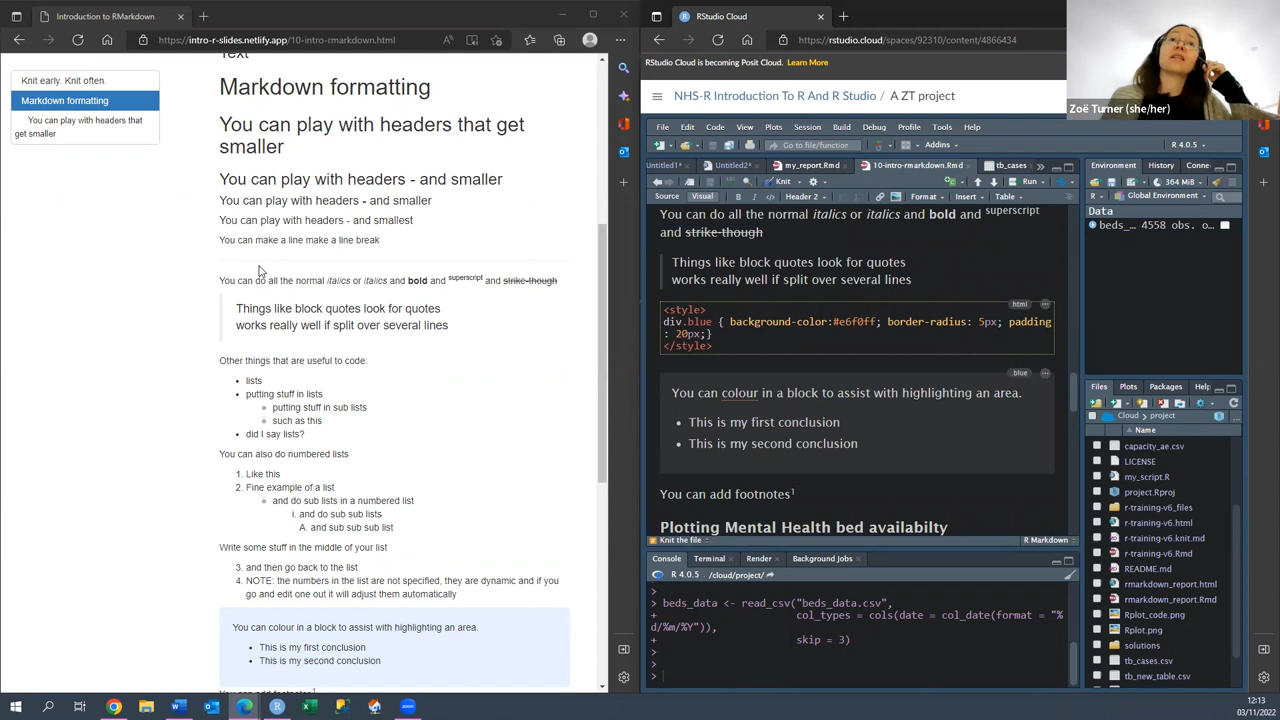 Introduction to RMarkdown
https://intro-r-slides.netlify.app/10-intro-rmarkdown.html
Knit early. Knit often.
Markdown formatting
You can play with headers that
get smaller
Text
Markdown formatting
You can play with headers that get
smaller
You can play with headers - and smaller
You can play with headers - and smaller
You can play with headers - and smallest
You can make a line make a line break
You can do all the normal italics or italics and bold and superscript and strike-though
Things like block quotes look for quotes
works really well if split over several lines
Other things that are useful to code:
lists
putting stuff in lists
putting stuff in sub lists
such as this
did I say lists?
You can also do numbered lists
1. Like this
2. Fine example of a list
and do sub lists in a numbered list
i. and do sub sub lists
A. and sub sub sub list
Write some stuff in the middle of your list
3. and then go back to the list
4. NOTE: the numbers in the list are not specified, they are dynamic and if you
go and edit one out it will adjust them automatically
You can colour in a block to assist with highlighting an area.
This is my first conclusion
This is my second conclusion
You can add footnotes1
RStudio Cloud
https://rstudio.cloud/spaces/92310/content/4866434
RStudio Cloud is becoming Posit Cloud. Learn More
NHS-R Introduction To R And R Studio A ZT project
Zoë Turner (she/her)
File Edit Code View Plots Session Build Debug Profile Tools Help
Go to file/function Addins R 4.0.5
Untitled1* Untitled2* my_report.Rmd 10-intro-rmarkdown.Rmd tb_cases
Knit Run
Source Visual B I Header 2 Format Insert Table
You can do all the normal italics or italics and bold and superscript
and strike-though
Things like block quotes look for quotes
works really well if split over several lines
html
<style>
div.blue { background-color:#e6f0ff; border-radius: 5px; padding
: 20px;}
</style>
.blue
You can colour in a block to assist with highlighting an area.
This is my first conclusion
This is my second conclusion
You can add footnotes1
Plotting Mental Health bed availabilty
Knit the file R Markdown
Console Terminal Render Background Jobs
R 4.0.5 . /cloud/project/
>
> beds_data <- read_csv("beds_data.csv",
+ col_types = cols(date = col_date(format = "%
d/%m/%Y")),
+ skip = 3)
>
>
>
Environment History Conne
364 MiB
R Global Environment
Data
beds_… 4558 obs. o…
Files Plots Packages Help
Cloud project
Name
capacity_ae.csv
LICENSE
my_script.R
project.Rproj
r-training-v6_files
r-training-v6.html
r-training-v6.knit.md
r-training-v6.Rmd
README.md
rmarkdown_report.html
rmarkdown_report.Rmd
Rplot_code.png
Rplot.png
solutions
tb_cases.csv
tb_new_table.csv
12:13
03/11/2022